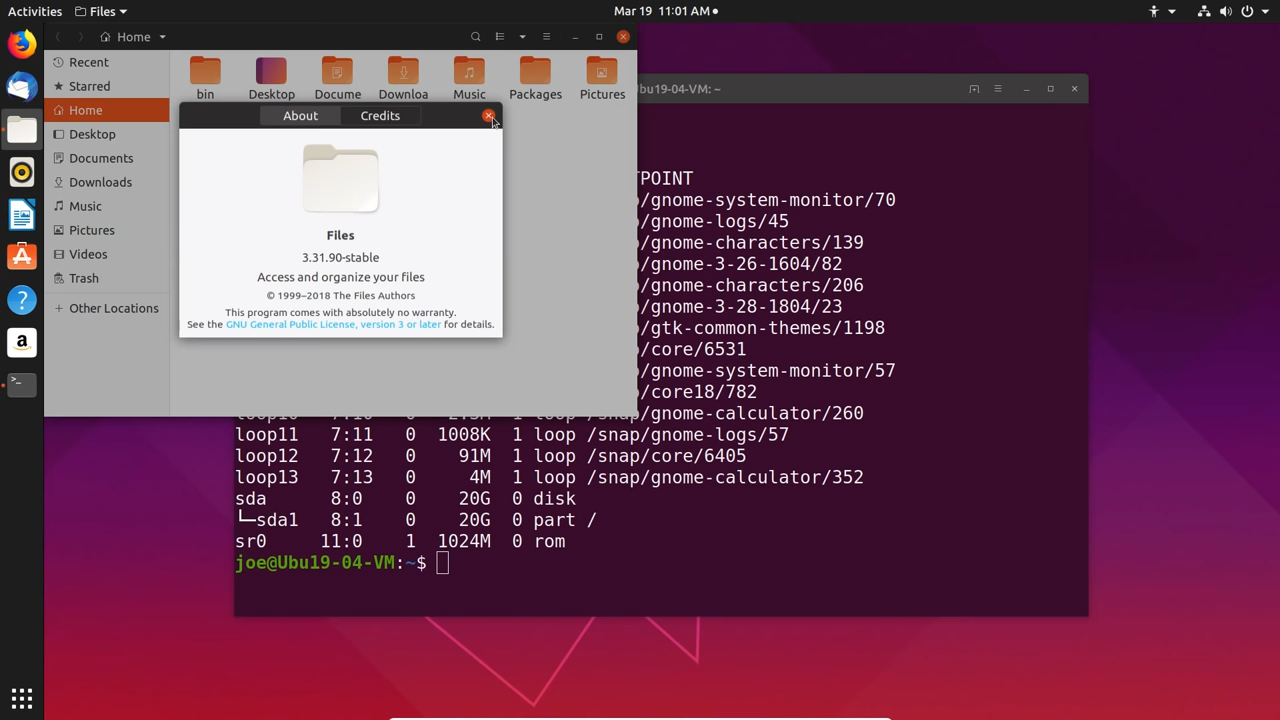 Activities
Files
Mar 19 11:01 AM
Home
Recent
Starred
Home
Desktop
Documents
Downloads
Music
Pictures
Videos
Trash
Other Locations
bin
Desktop
Docume
Downloa
Music
Packages
Pictures
About
Credits
Files
3.31.90-stable
Access and organize your files
© 1999–2018 The Files Authors
This program comes with absolutely no warranty.
See the GNU General Public License, version 3 or later for details.
Ubu19-04-VM: ~
TPOINT
/gnome-system-monitor/70
/gnome-logs/45
/gnome-characters/139
/gnome-3-26-1604/82
/gnome-characters/206
/gnome-3-28-1804/23
/gtk-common-themes/1198
/core/6531
/gnome-system-monitor/57
/core18/782
/gnome-calculator/260
loop11 7:11 0 1008K 1 loop /snap/gnome-logs/57
loop12 7:12 0 91M 1 loop /snap/core/6405
loop13 7:13 0 4M 1 loop /snap/gnome-calculator/352
sda 8:0 0 20G 0 disk
└─sda1 8:1 0 20G 0 part /
sr0 11:0 1 1024M 0 rom
joe@Ubu19-04-VM:~$